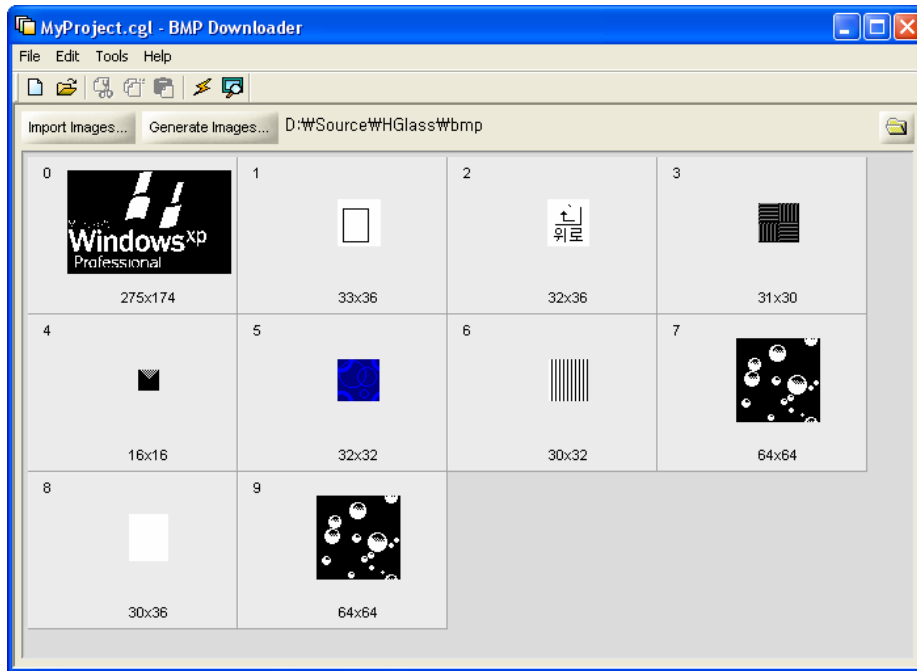 MyProject.cgl - BMP Downloader
File Edit Tools Help
Import Images... Generate Images... D:₩Source₩HGlass₩bmp
0 1 2 3
Windows xp
Professional
위로
275x174 33x36 32x36 31x30
4 5 6 7
16x16 32x32 30x32 64x64
8 9
30x36 64x64